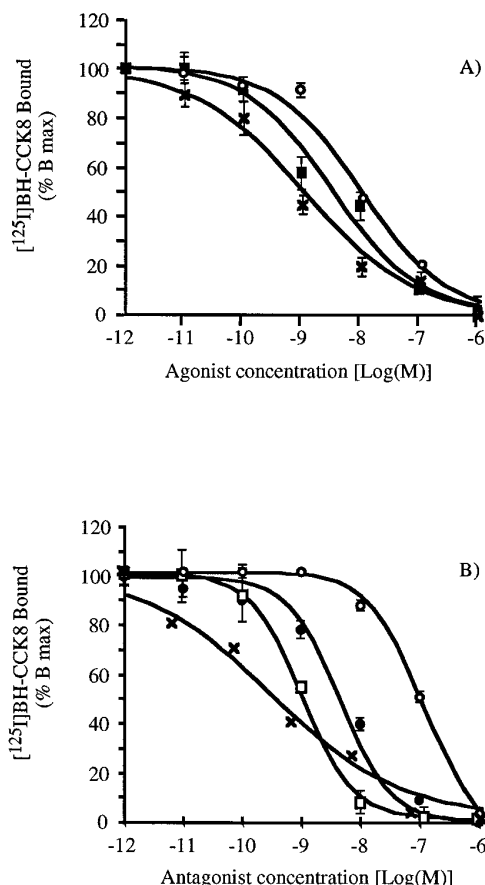 A)
120
100
80
60
40
20
0
-12 -11 -10 -9 -8 -7 -6
[125I]BH-CCK8 Bound
(% B max)
Agonist concentration [Log(M)]
B)
120
100
80
60
40
20
0
-12 -11 -10 -9 -8 -7 -6
[125I]BH-CCK8 Bound
(% B max)
Antagonist concentration [Log(M)]